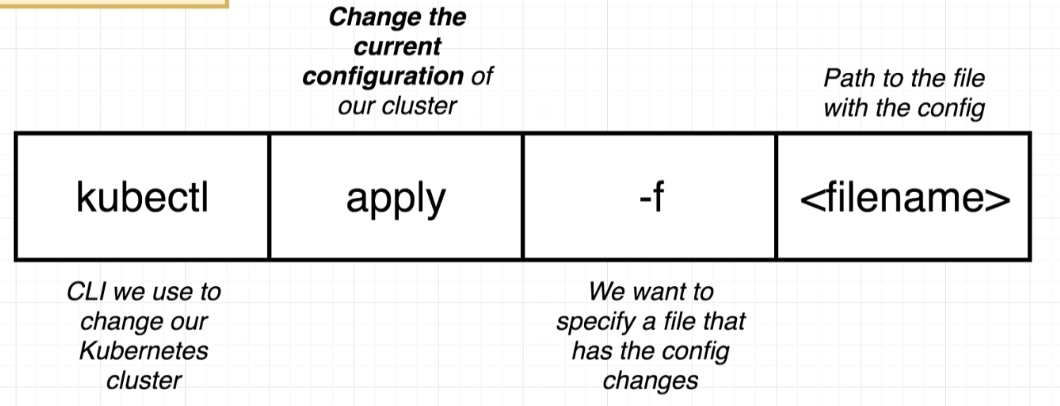 Change the
current
configuration of
our cluster
Path to the file
with the config
kubectl
apply
-f
<filename>
CLI we use to
change our
Kubernetes
cluster
We want to
specify a file that
has the config
changes